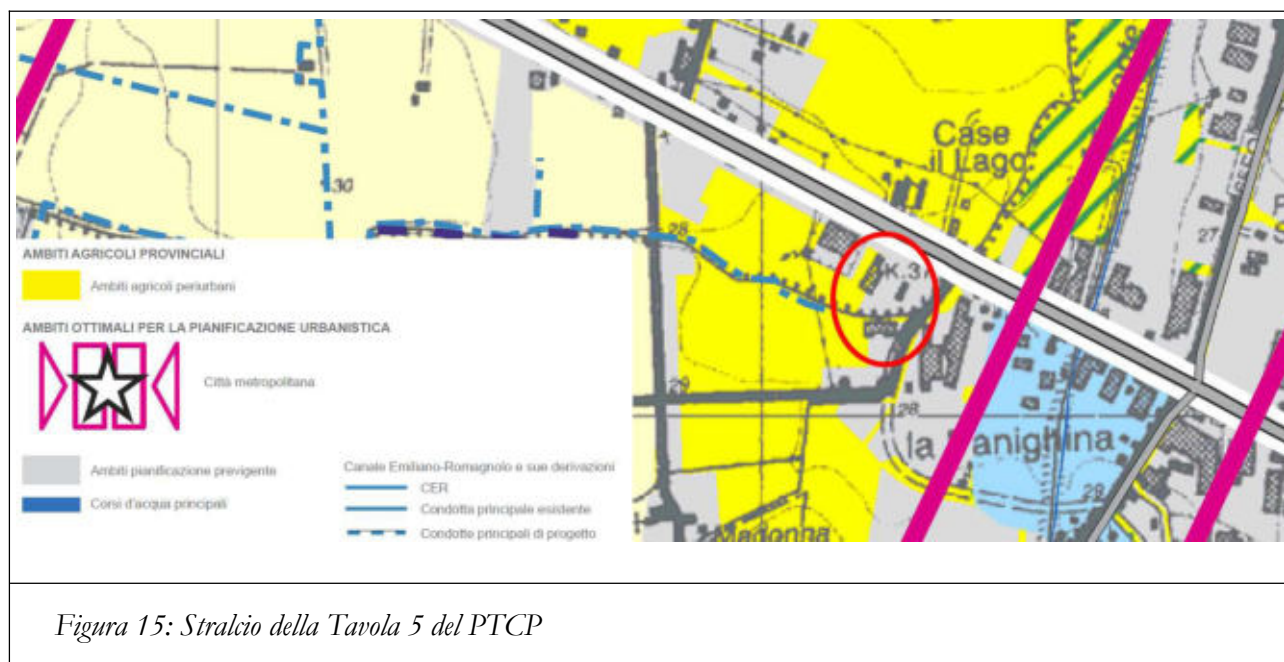 Case
il Lago
K.3
30
28
27
29
28
29
la Panighina
Madonna
AMBITI AGRICOLI PROVINCIALI
Ambiti agricoli periurbani
AMBITI OTTIMALI PER LA PIANIFICAZIONE URBANISTICA
Città metropolitana
Ambiti pianificazione previgente
Corsi d'acqua principali
Canale Emiliano-Romagnolo e sue derivazioni
CER
Condotta principale esistente
Condotte principali di progetto
Figura 15: Stralcio della Tavola 5 del PTCP